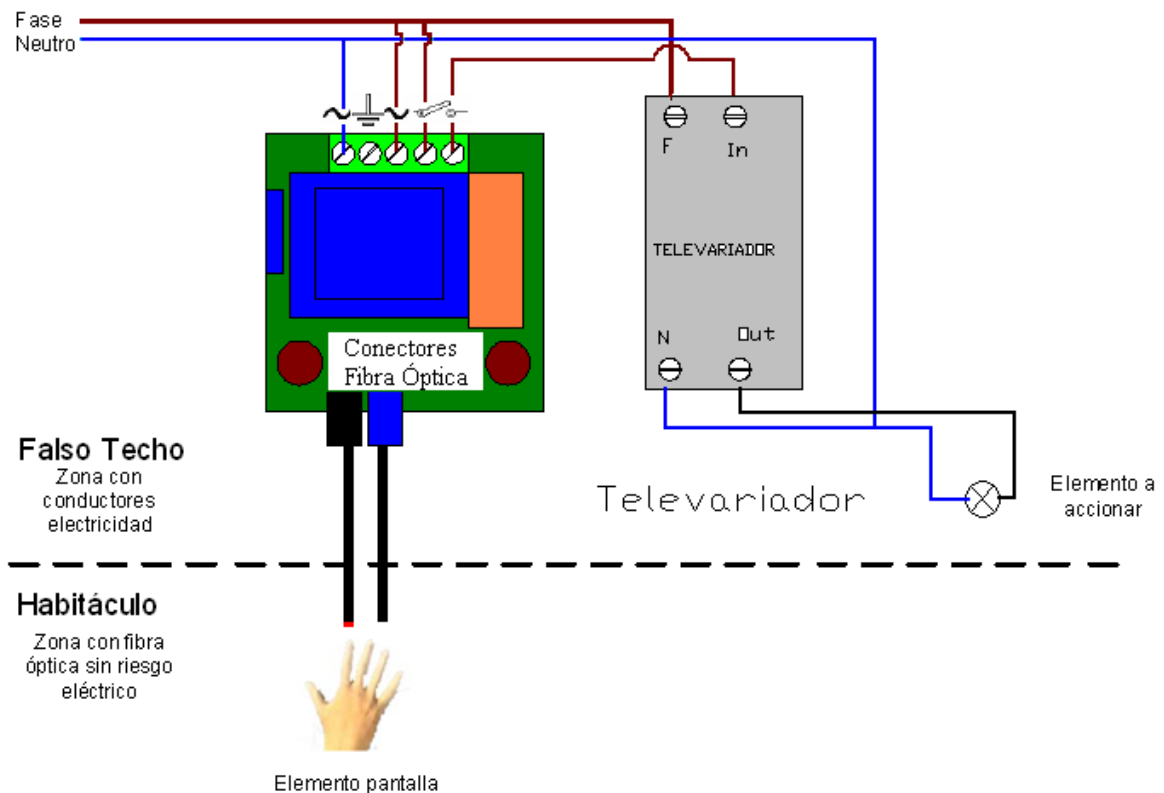 Fase
Neutro
F
In
TELEVARIADOR
N
Out
Conectores
Fibra Óptica
Falso Techo
Zona con
conductores
electricidad
Televariador
Elemento a
accionar
Habitáculo
Zona con fibra
óptica sin riesgo
eléctrico
Elemento pantalla